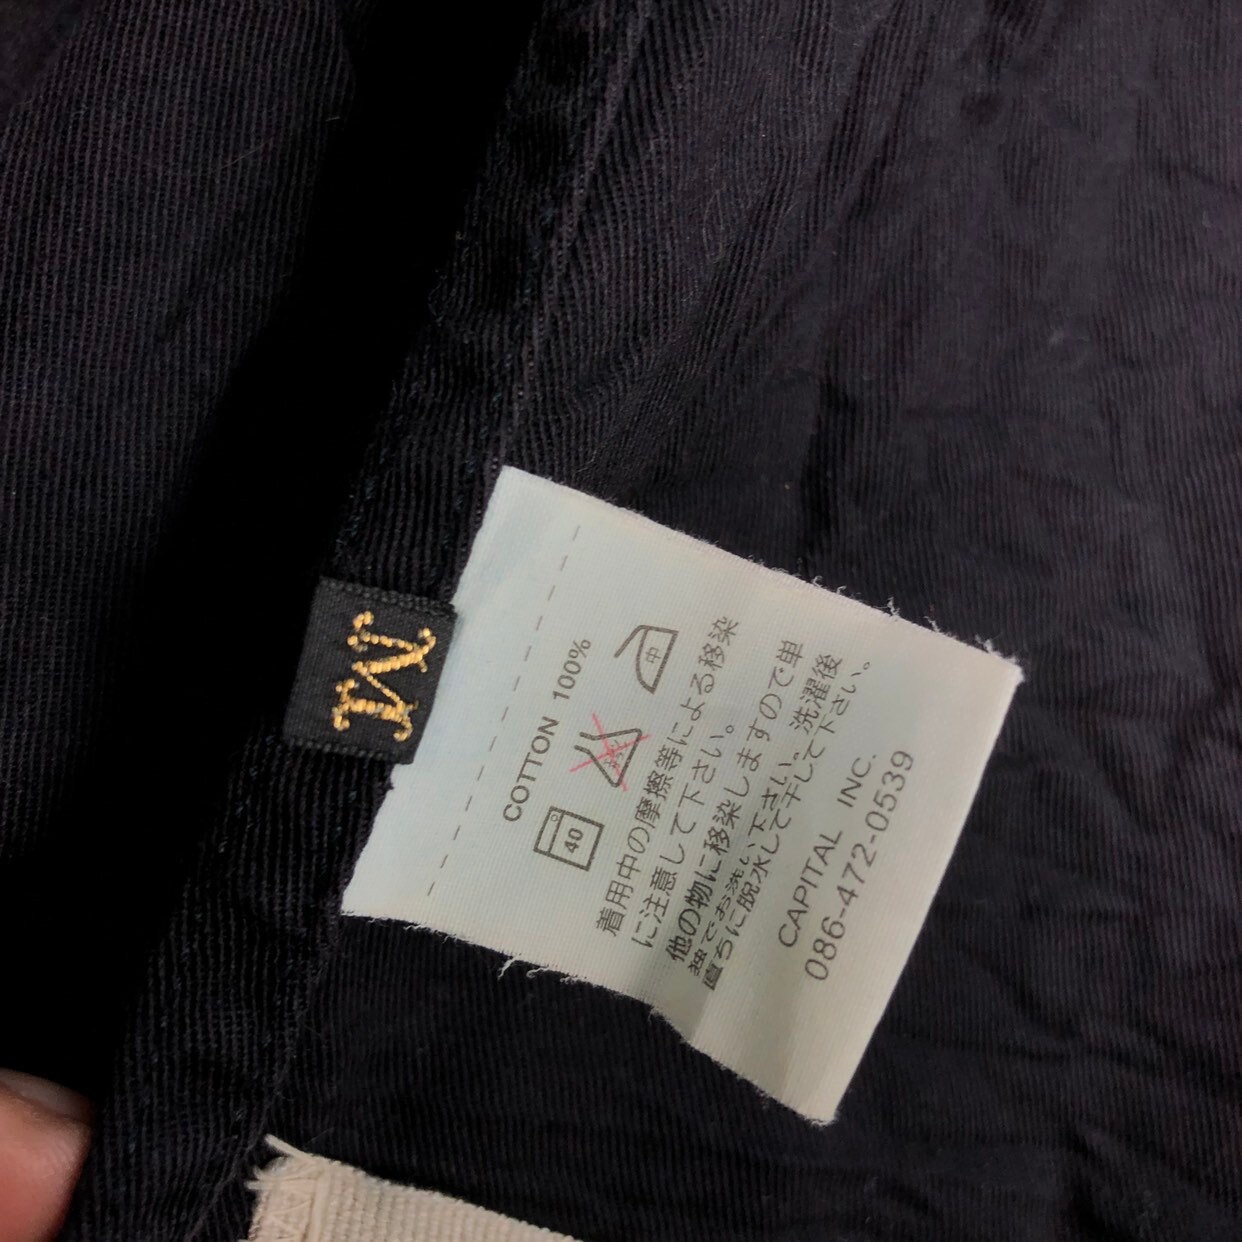 M
COTTON 100%
40
中
着用中の摩擦等による移染
に注意して下さい。
他の物に移染しますので単
独でお洗い下さい。洗濯後
直ちに脱水して干して下さい。
CAPITAL INC.
086-472-0539